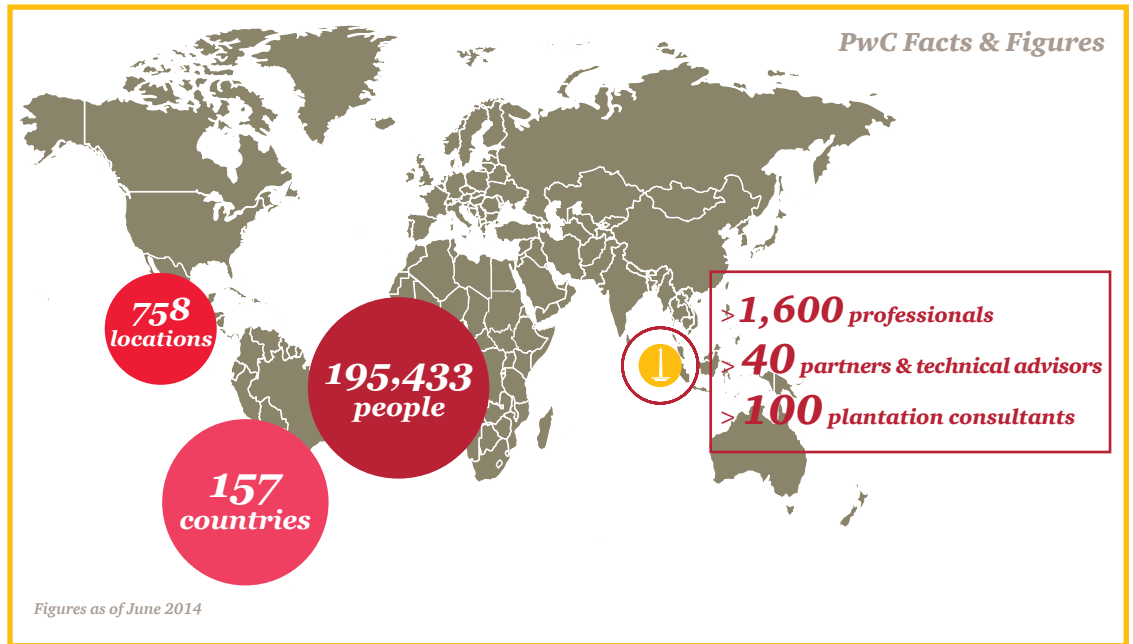 PwC Facts & Figures
758
locations
195,433
people
157
countries
> 1,600 professionals
> 40 partners & technical advisors
> 100 plantation consultants
Figures as of June 2014